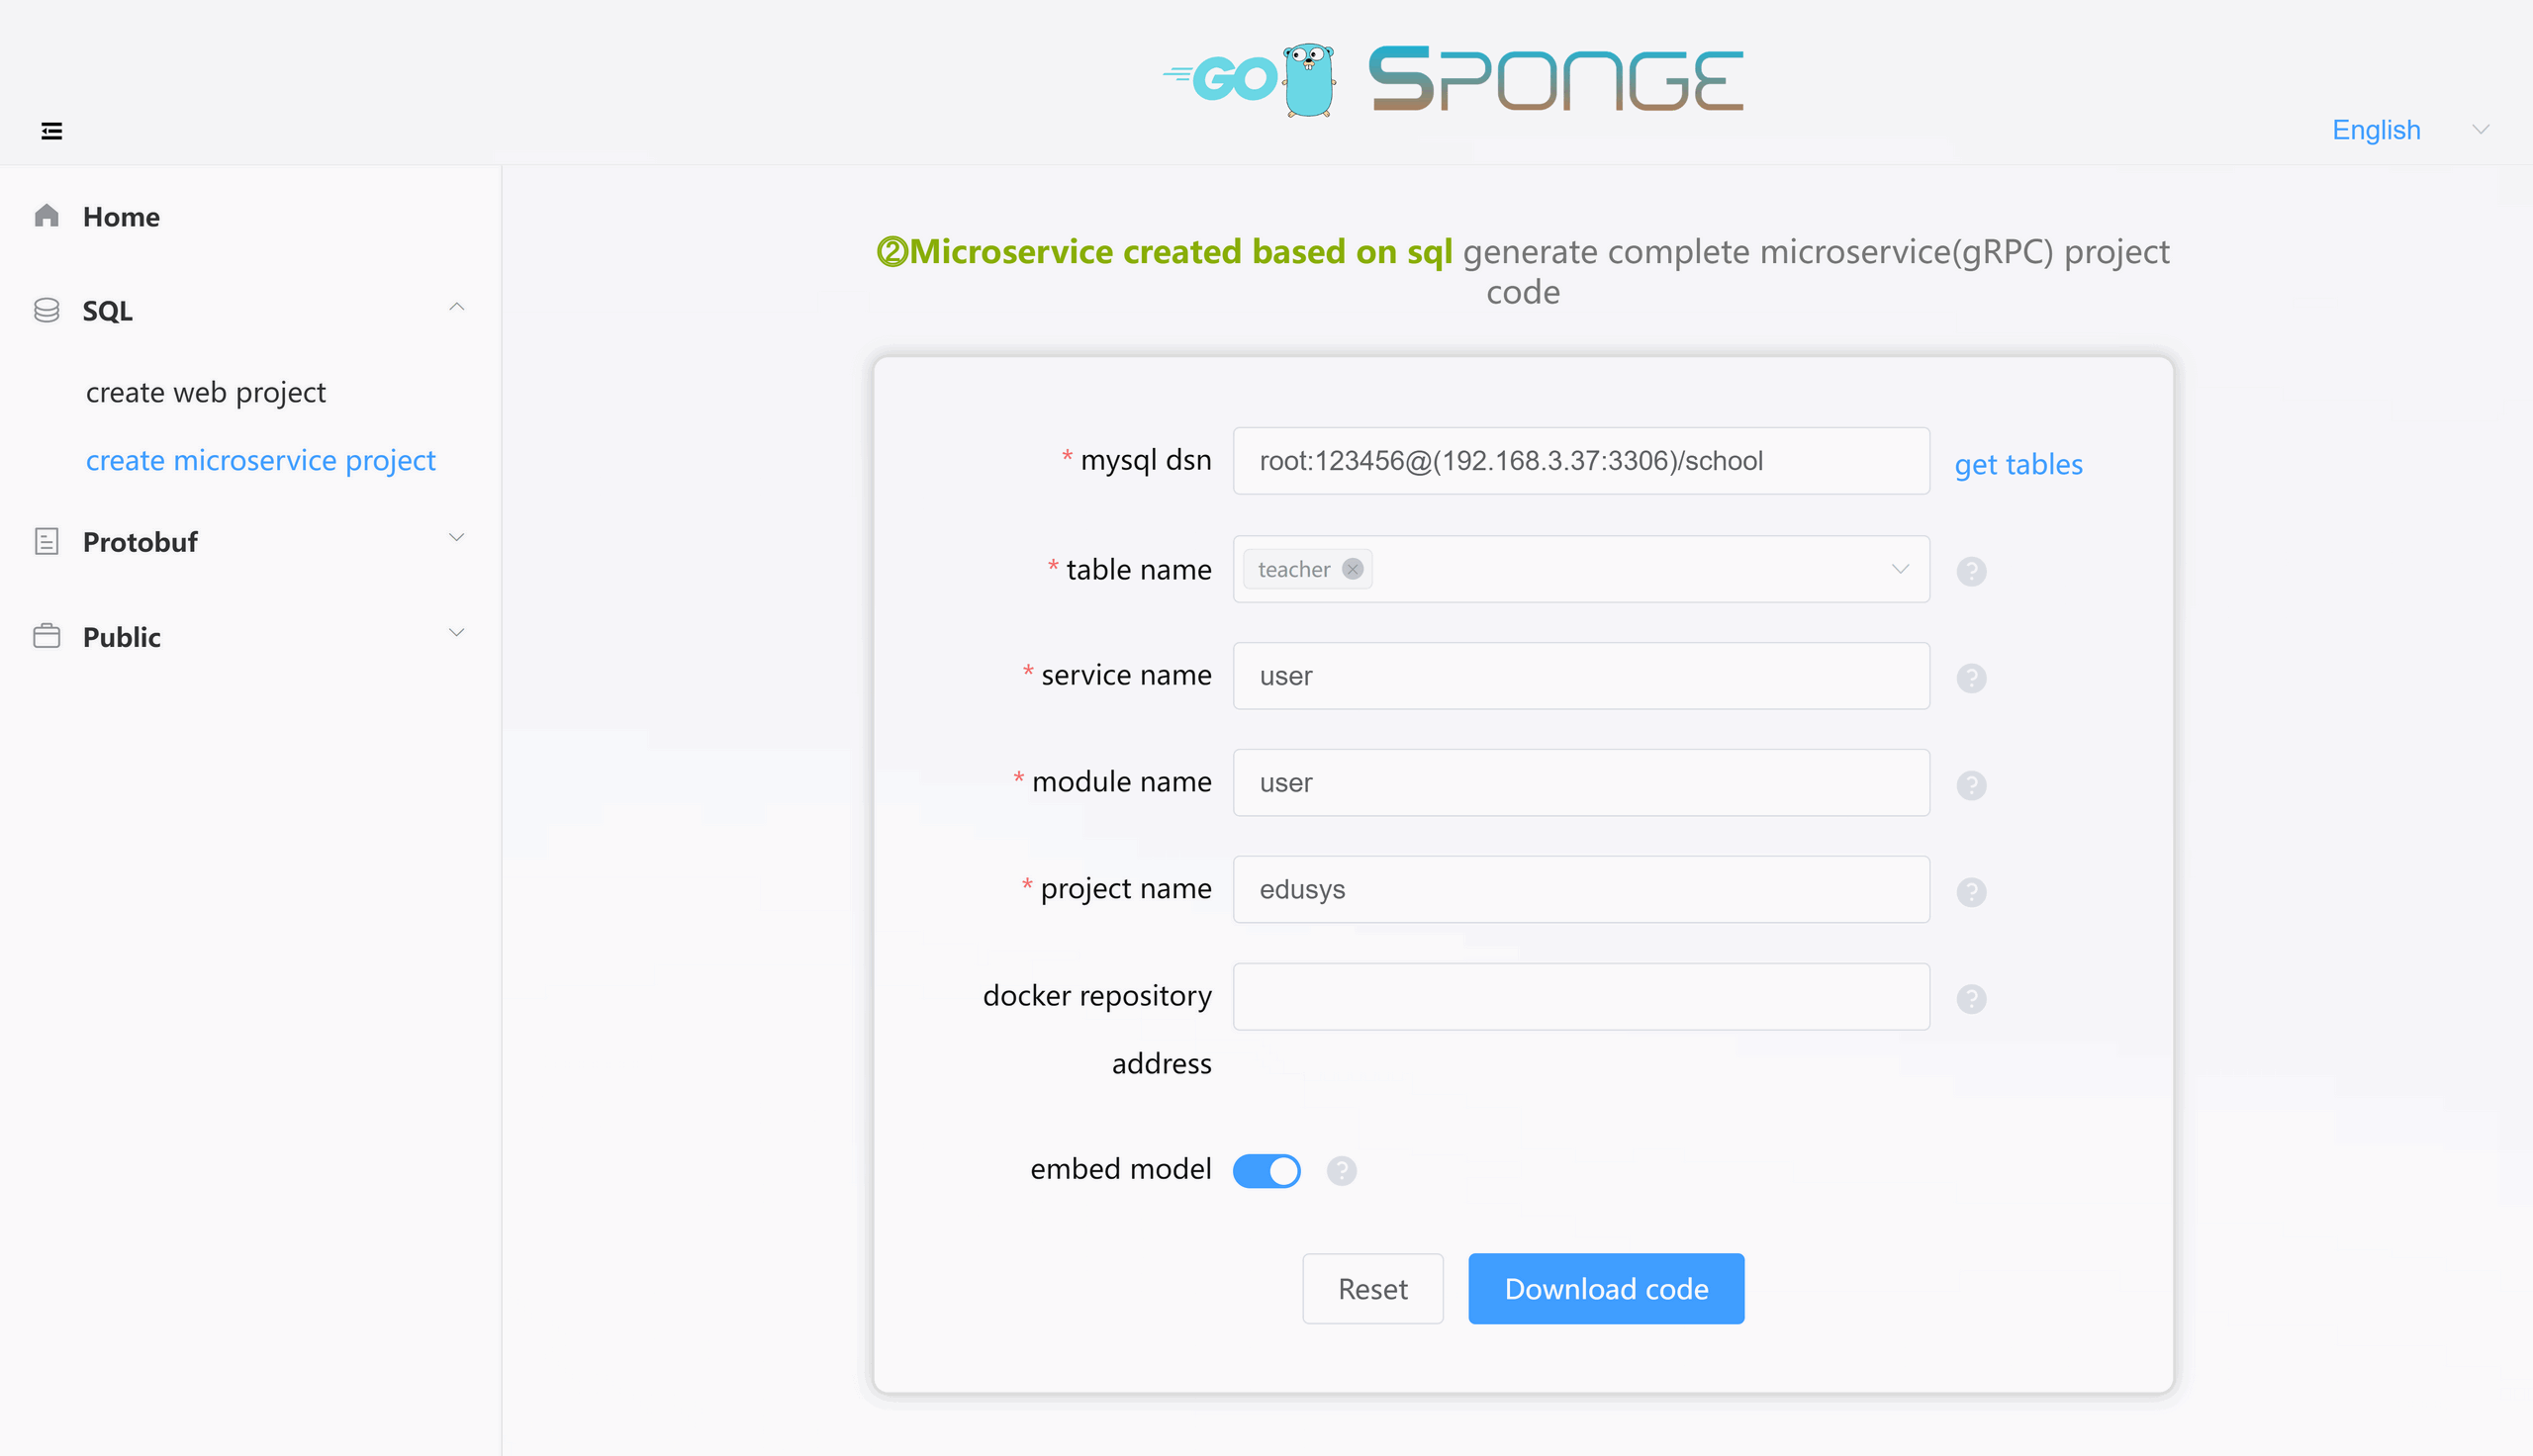 GO SPONGE
English
Home
SQL
create web project
create microservice project
Protobuf
Public
②Microservice created based on sql generate complete microservice(gRPC) project
code
* mysql dsn root:123456@(192.168.3.37:3306)/school get tables
* table name teacher
* service name user
* module name user
* project name edusys
docker repository
address
embed model
Reset Download code